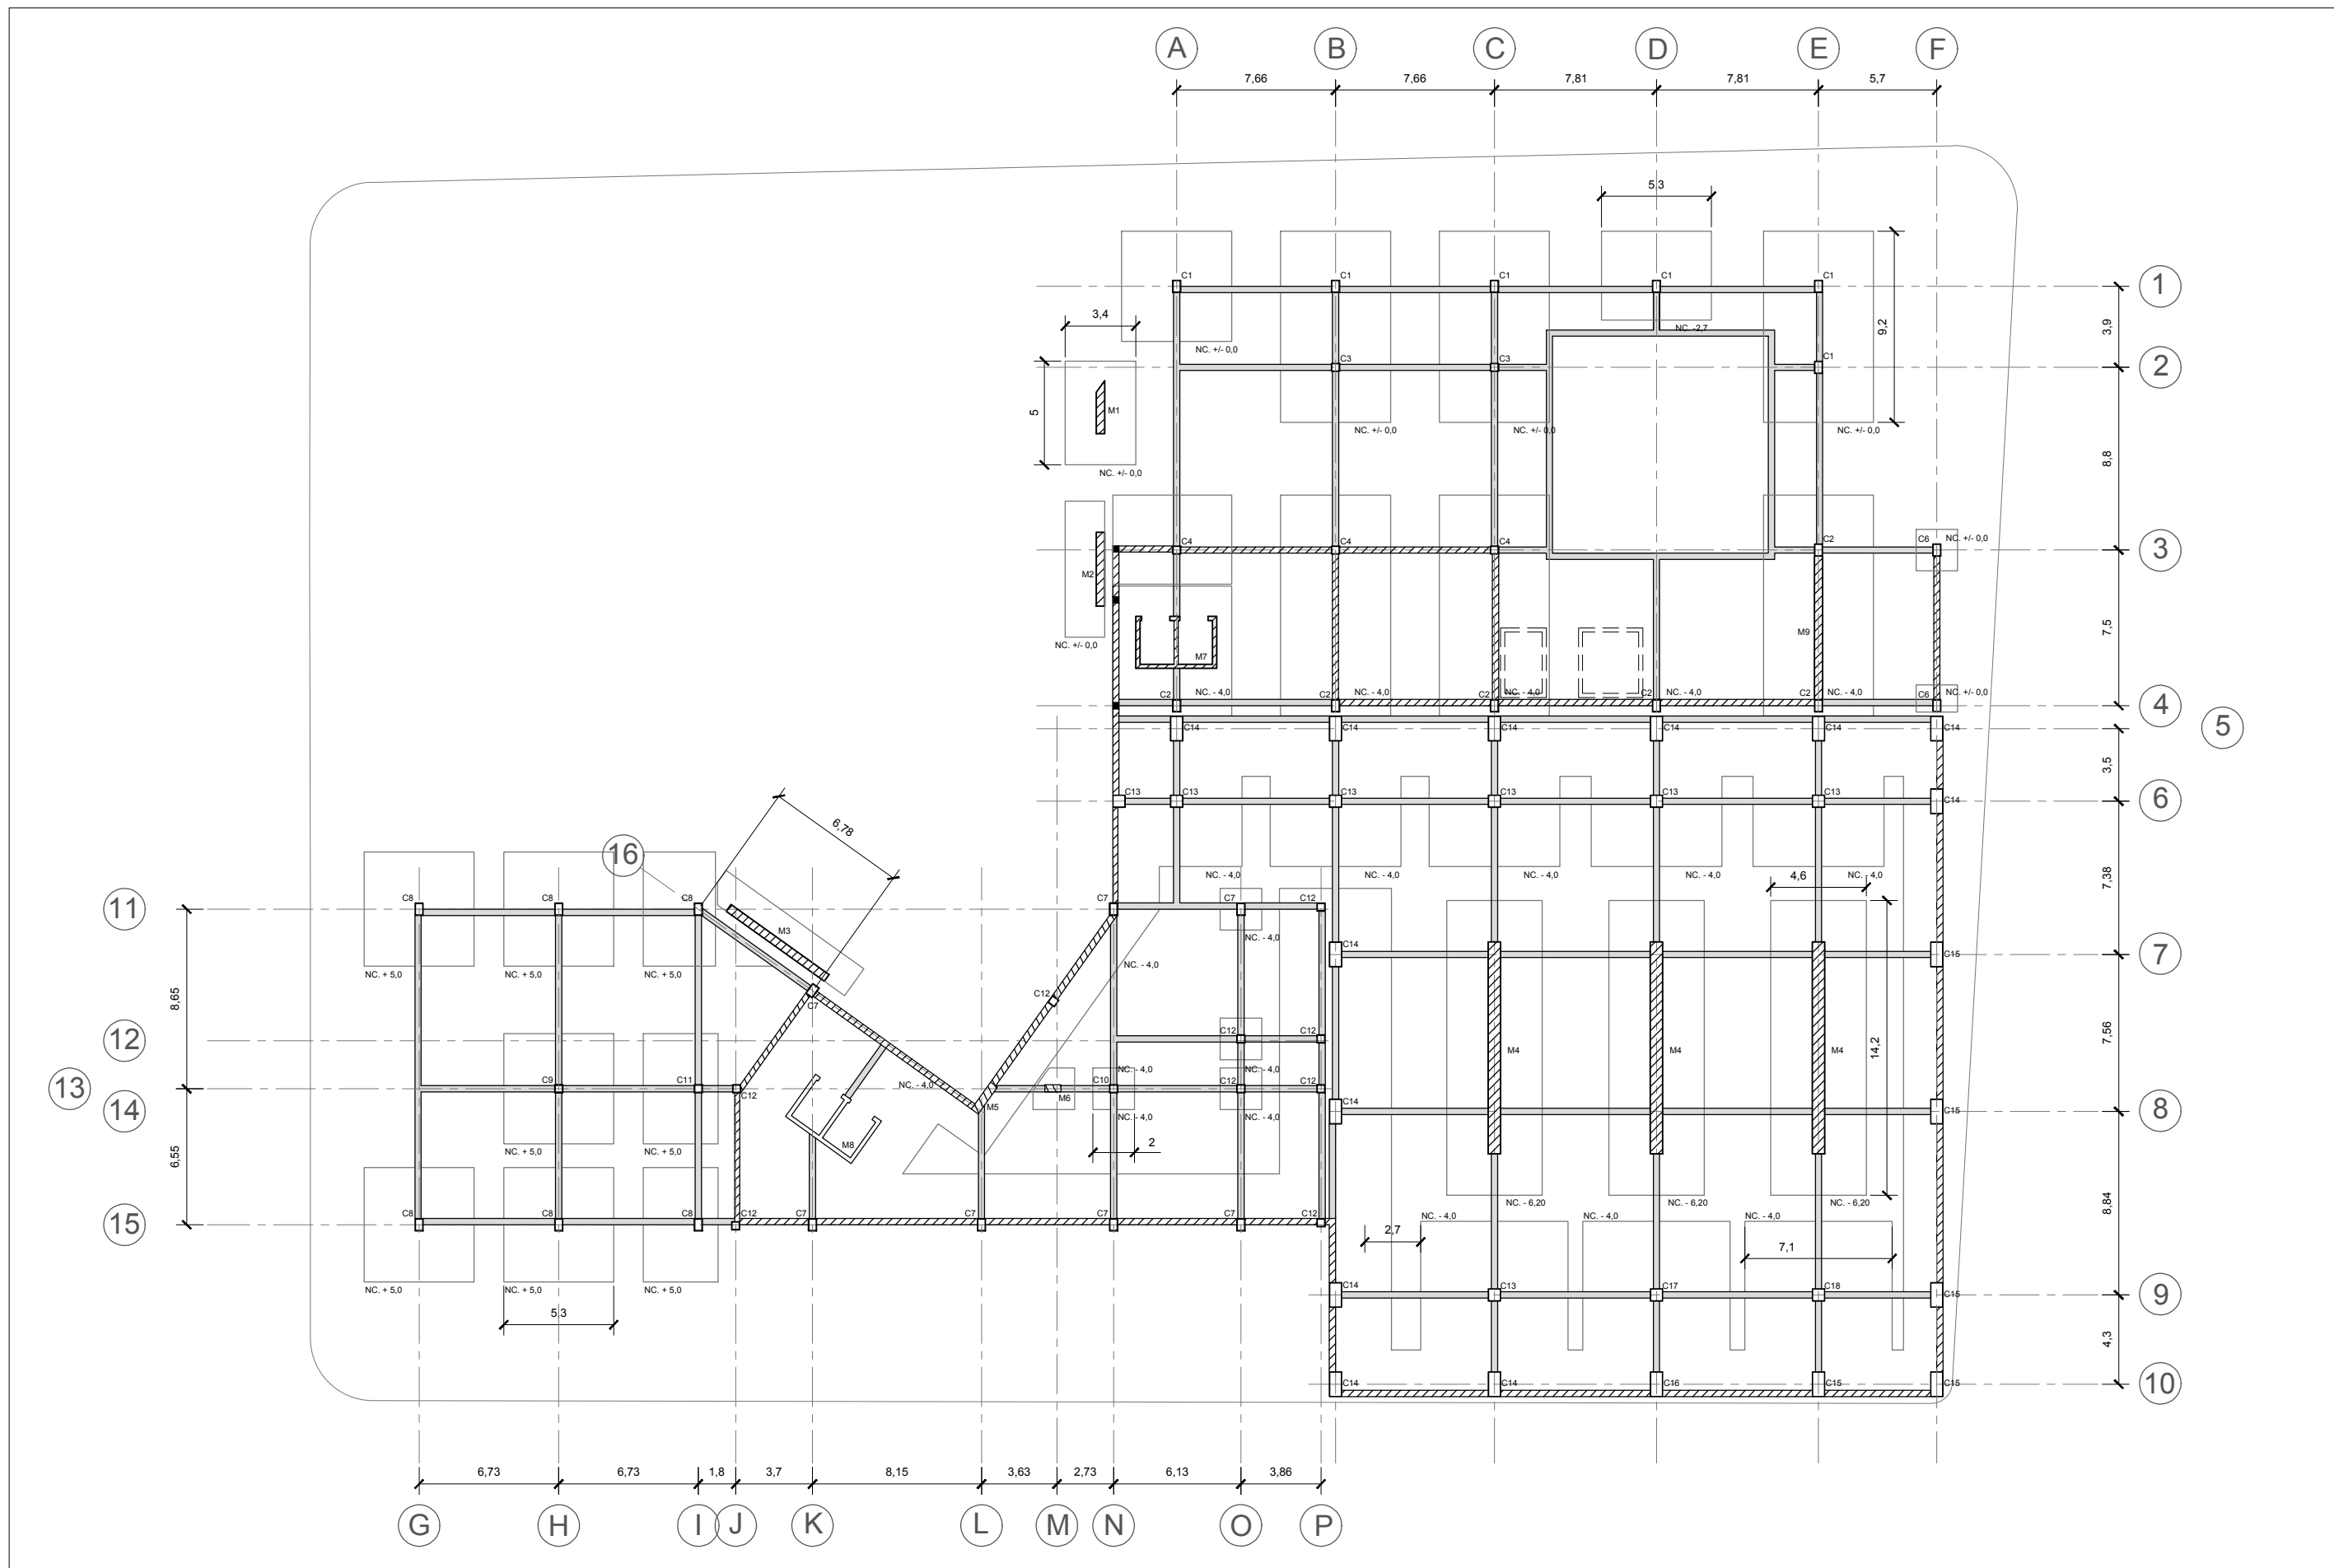 A B C D E F
7,66 7,66 7,81 7,81 5,7
5,3
C1 C1 C1 C1 C1 1
3,4 NC. -2,7 9,2 3,9
NC. +/- 0,0
C3 C3 C1 2
5 M1
NC. +/- 0,0 NC. +/- 0,0 NC. +/- 0,0
8,8
NC. +/- 0,0
C4 C4 C4 C2 C6 NC. +/- 0,0 3
M2
7,5
M9
NC. +/- 0,0 M7
C2 NC. - 4,0 C2 NC. - 4,0 C2 NC. - 4,0 C2 NC. - 4,0 C2 NC. - 4,0 C6 NC. +/- 0,0 4
C14 C14 C14 C14 C14 C14 5
3,5
C13 C13 C13 C13 C13 C13 C14 6
6,78
16
NC. - 4,0 NC. - 4,0 NC. - 4,0 NC. - 4,0 NC. - 4,0
4,6 7,38
11 C8 C8 C8 C7 C7 C12
M3
NC. - 4,0
C14 C15 7
NC. - 4,0
NC. + 5,0 NC. + 5,0 NC. + 5,0
8,65 C7 C12
12 C12 C12
M4 M4 M4 14,2 7,56
NC. - 4,0 NC. - 4,0
13 C9 C11 C12 NC. - 4,0 C10 C12 C12
M5 M6
14 C14 C15 8
NC. - 4,0 NC. - 4,0
M8 2
6,55 NC. + 5,0 NC. + 5,0
NC. - 6,20 NC. - 6,20 NC. - 6,20 8,84
15 C8 C8 C8 C12 C7 C7 C7 C7 C12
NC. - 4,0 NC. - 4,0 NC. - 4,0
2,7 7,1
NC. + 5,0 NC. + 5,0 NC. + 5,0
C14 C13 C17 C18 C15 9
5,3
4,3
C14 C14 C16 C15 C15 10
6,73 6,73 1,8 3,7 8,15 3,63 2,73 6,13 3,86
G H I J K L M N O P